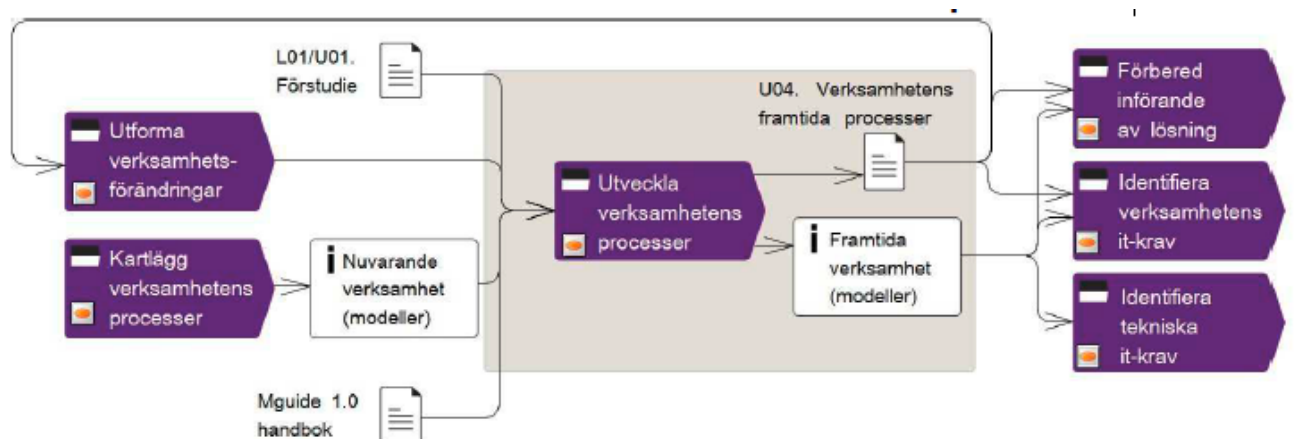 L01/U01.
Förstudie
Utforma
verksamhets-
förändringar
Kartlägg
verksamhetens
processer
Nuvarande
verksamhet
(modeller)
Mguide 1.0
handbok
Utveckla
verksamhetens
processer
U04. Verksamhetens
framtida processer
Framtida
verksamhet
(modeller)
Förbered
införande
av lösning
Identifiera
verksamhetens
it-krav
Identifiera
tekniska
it-krav